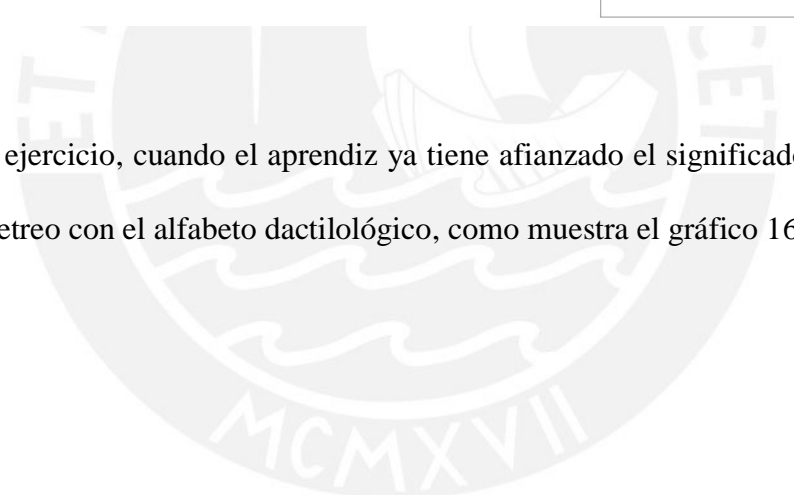 ejercicio, cuando el aprendiz ya tiene afianzado el significado
etreo con el alfabeto dactilológico, como muestra el gráfico 16
MCMXVII